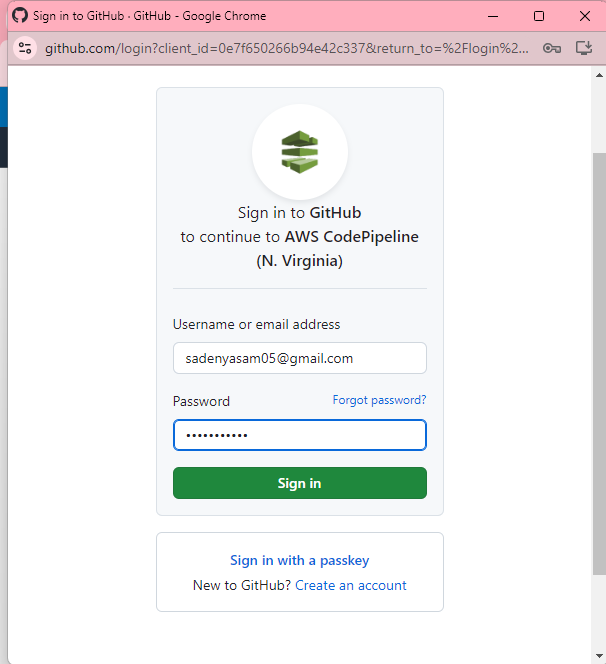 Sign in to GitHub · GitHub - Google Chrome
github.com/login?client_id=0e7f650266b94e42c337&return_to=%2Flogin%2...
Sign in to GitHub
to continue to AWS CodePipeline
(N. Virginia)
Username or email address
sadenyasam05@gmail.com
Password Forgot password?
•••••••••••
Sign in
Sign in with a passkey
New to GitHub? Create an account